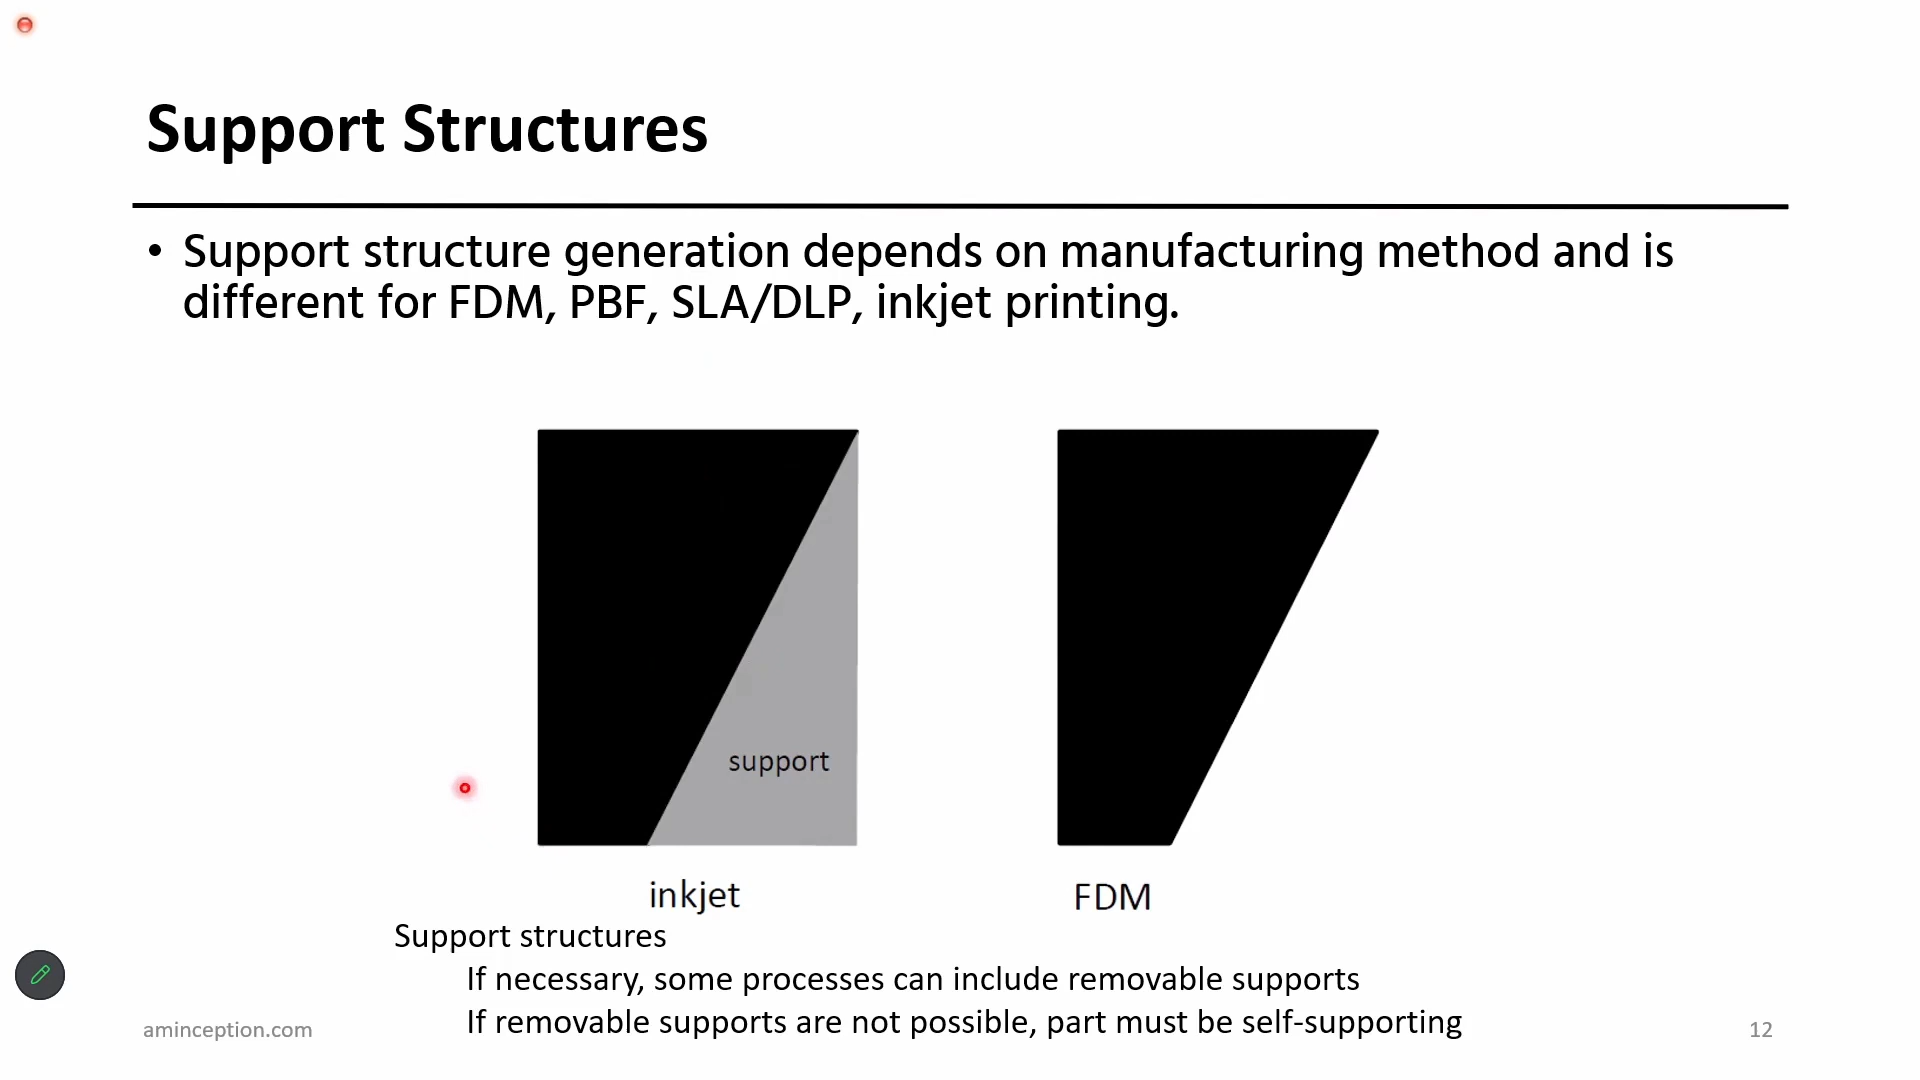 Support Structures
• Support structure generation depends on manufacturing method and is
different for FDM, PBF, SLA/DLP, inkjet printing.
support
inkjet
FDM
Support structures
If necessary, some processes can include removable supports
If removable supports are not possible, part must be self-supporting
amінception.com
12